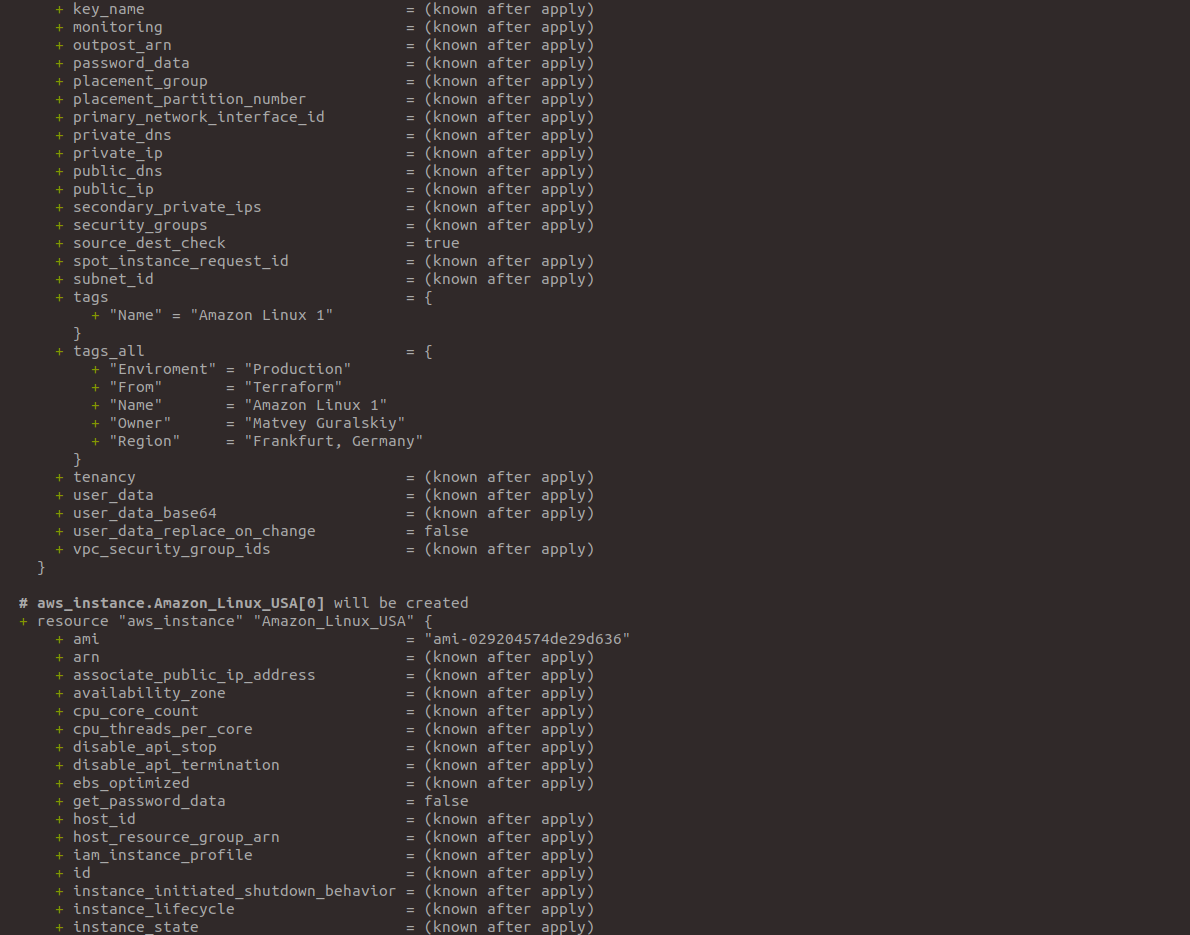 + key_name = (known after apply)
+ monitoring = (known after apply)
+ outpost_arn = (known after apply)
+ password_data = (known after apply)
+ placement_group = (known after apply)
+ placement_partition_number = (known after apply)
+ primary_network_interface_id = (known after apply)
+ private_dns = (known after apply)
+ private_ip = (known after apply)
+ public_dns = (known after apply)
+ public_ip = (known after apply)
+ secondary_private_ips = (known after apply)
+ security_groups = (known after apply)
+ source_dest_check = true
+ spot_instance_request_id = (known after apply)
+ subnet_id = (known after apply)
+ tags = {
+ "Name" = "Amazon Linux 1"
}
+ tags_all = {
+ "Enviroment" = "Production"
+ "From" = "Terraform"
+ "Name" = "Amazon Linux 1"
+ "Owner" = "Matvey Guralskiy"
+ "Region" = "Frankfurt, Germany"
}
+ tenancy = (known after apply)
+ user_data = (known after apply)
+ user_data_base64 = (known after apply)
+ user_data_replace_on_change = false
+ vpc_security_group_ids = (known after apply)
}
# aws_instance.Amazon_Linux_USA[0] will be created
+ resource "aws_instance" "Amazon_Linux_USA" {
+ ami = "ami-029204574de29d636"
+ arn = (known after apply)
+ associate_public_ip_address = (known after apply)
+ availability_zone = (known after apply)
+ cpu_core_count = (known after apply)
+ cpu_threads_per_core = (known after apply)
+ disable_api_stop = (known after apply)
+ disable_api_termination = (known after apply)
+ ebs_optimized = (known after apply)
+ get_password_data = false
+ host_id = (known after apply)
+ host_resource_group_arn = (known after apply)
+ iam_instance_profile = (known after apply)
+ id = (known after apply)
+ instance_initiated_shutdown_behavior = (known after apply)
+ instance_lifecycle = (known after apply)
+ instance_state = (known after apply)